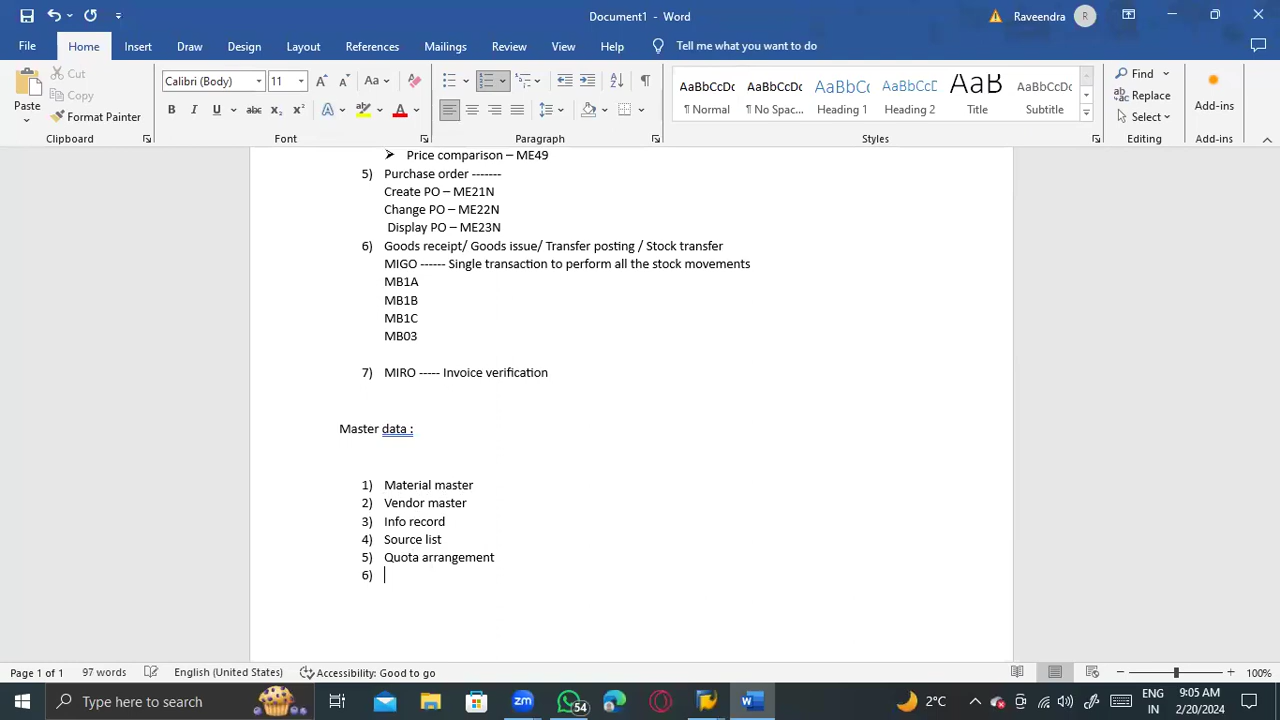 Document1 - Word
Raveendra
R
File
Home
Insert
Draw
Design
Layout
References
Mailings
Review
View
Help
Tell me what you want to do
Paste
Cut
Copy
Format Painter
Clipboard
Calibri (Body)
11
Font
Paragraph
AaBbCcDc
¶ Normal
AaBbCcDc
¶ No Spac...
AaBbCc
Heading 1
AaBbCcD
Heading 2
AaB
Title
AaBbCcD
Subtitle
Styles
Find
Replace
Select
Editing
Add-ins
Add-ins
➢ Price comparison – ME49
5) Purchase order -------
Create PO – ME21N
Change PO – ME22N
Display PO – ME23N
6) Goods receipt/ Goods issue/ Transfer posting / Stock transfer
MIGO ------ Single transaction to perform all the stock movements
MB1A
MB1B
MB1C
MB03
7) MIRO ----- Invoice verification
Master data :
1) Material master
2) Vendor master
3) Info record
4) Source list
5) Quota arrangement
6)
Page 1 of 1
97 words
English (United States)
Accessibility: Good to go
100%
Type here to search
zm
54
2°C
ENG
IN
9:05 AM
2/20/2024